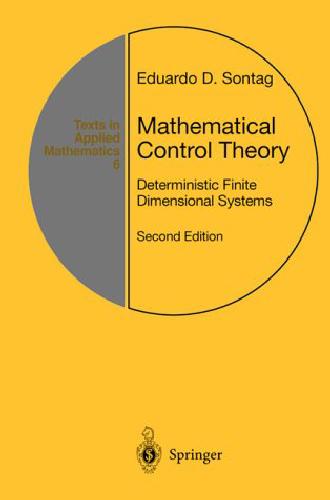 Eduardo D. Sontag
Texts in
Applied
Mathematics
6
Mathematical
Control Theory
Deterministic Finite
Dimensional Systems
Second Edition
Springer